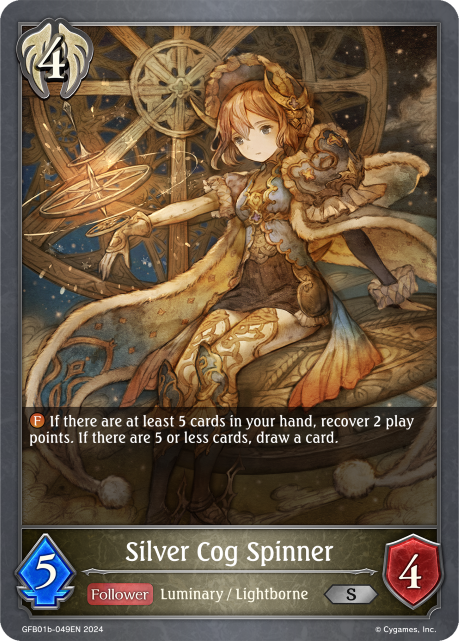 4
F If there are at least 5 cards in your hand, recover 2 play
points. If there are 5 or less cards, draw a card.
Silver Cog Spinner
5
Follower Luminary / Lightborne S
4
GFB01b-049EN 2024
© Cygames, Inc.